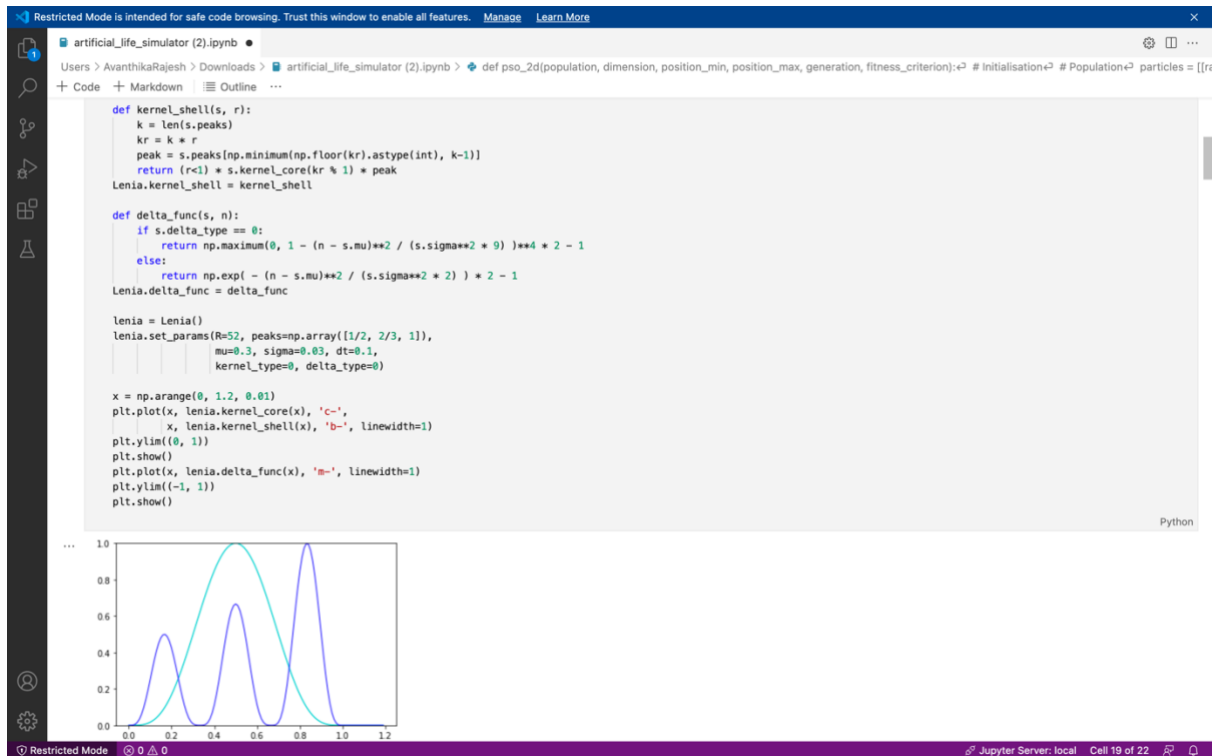 Restricted Mode is intended for safe code browsing. Trust this window to enable all features. Manage Learn More
artificial_life_simulator (2).ipynb
Users > AvanthikaRajesh > Downloads > artificial_life_simulator (2).ipynb > def pso_2d(population, dimension, position_min, position_max, generation, fitness_criterion):↵ # Initialisation↵ # Population↵ particles = [[ra
+ Code + Markdown Outline ...
def kernel_shell(s, r):
    k = len(s.peaks)
    kr = k * r
    peak = s.peaks[np.minimum(np.floor(kr).astype(int), k-1)]
    return (r<1) * s.kernel_core(kr % 1) * peak
Lenia.kernel_shell = kernel_shell
def delta_func(s, n):
    if s.delta_type == 0:
        return np.maximum(0, 1 - (n - s.mu)**2 / (s.sigma**2 * 9) )**4 * 2 - 1
    else:
        return np.exp( - (n - s.mu)**2 / (s.sigma**2 * 2) ) * 2 - 1
Lenia.delta_func = delta_func
lenia = Lenia()
lenia.set_params(R=52, peaks=np.array([1/2, 2/3, 1]),
                 mu=0.3, sigma=0.03, dt=0.1,
                 kernel_type=0, delta_type=0)
x = np.arange(0, 1.2, 0.01)
plt.plot(x, lenia.kernel_core(x), 'c-',
         x, lenia.kernel_shell(x), 'b-', linewidth=1)
plt.ylim((0, 1))
plt.show()
plt.plot(x, lenia.delta_func(x), 'm-', linewidth=1)
plt.ylim((-1, 1))
plt.show()
Python
1.0
0.8
0.6
0.4
0.2
0.0
0.0 0.2 0.4 0.6 0.8 1.0 1.2
Restricted Mode 0 0 Jupyter Server: local Cell 19 of 22